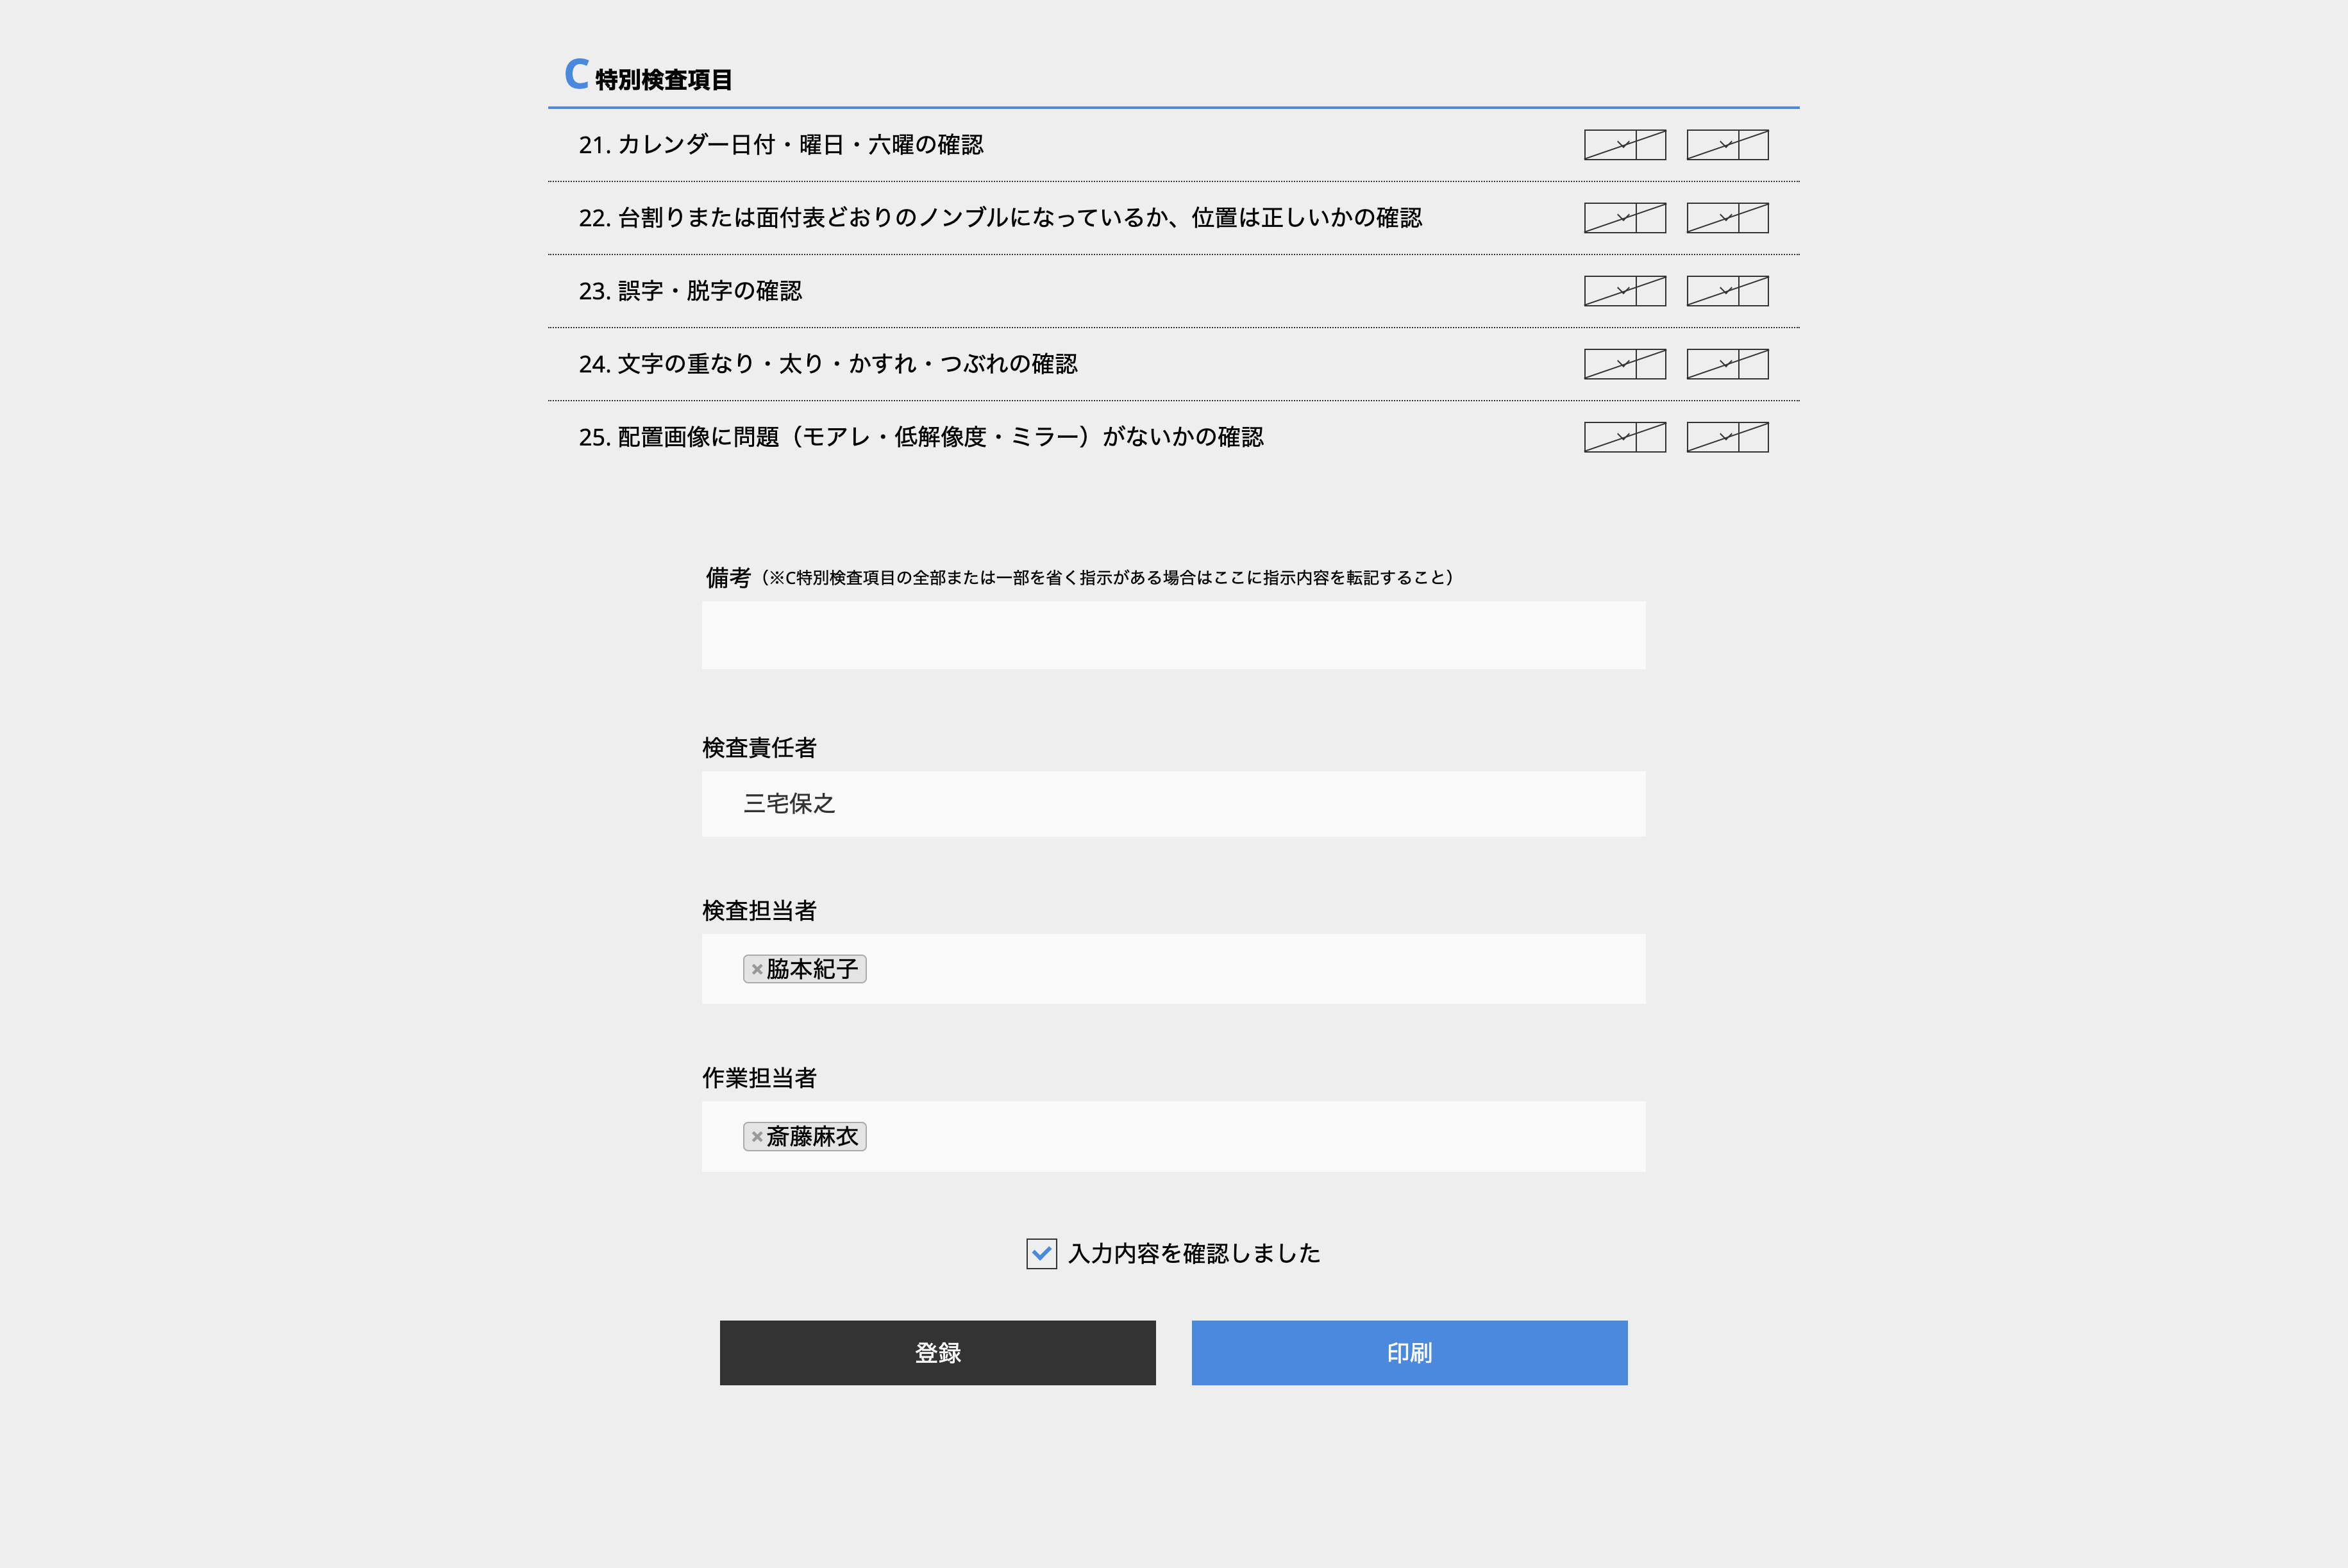 C 特別検査項目
21. カレンダー日付・曜日・六曜の確認
22. 台割りまたは面付表どおりのノンブルになっているか、位置は正しいかの確認
23. 誤字・脱字の確認
24. 文字の重なり・太り・かすれ・つぶれの確認
25. 配置画像に問題（モアレ・低解像度・ミラー）がないかの確認
備考（※C特別検査項目の全部または一部を省く指示がある場合はここに指示内容を転記すること）
検査責任者
三宅保之
検査担当者
×脇本紀子
作業担当者
×斎藤麻衣
入力内容を確認しました
登録 印刷